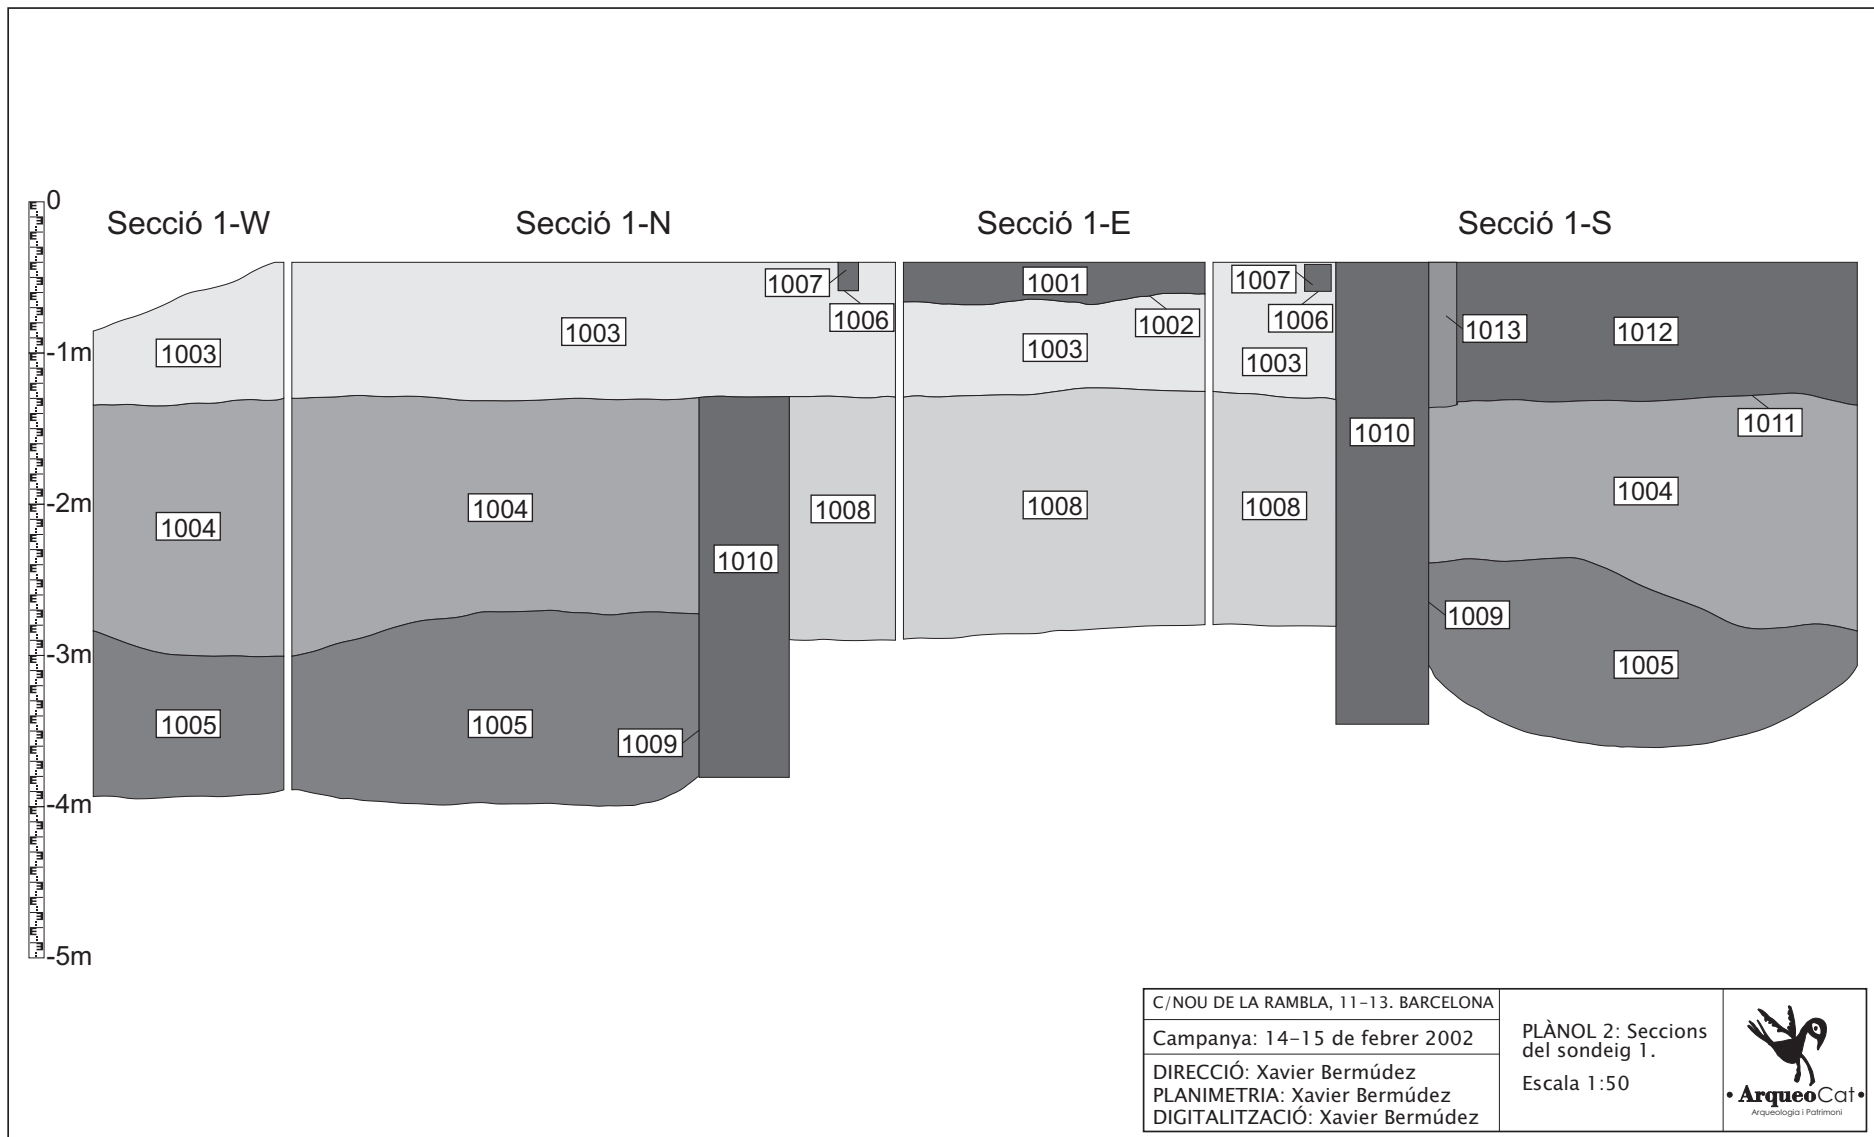 0
-1m
-2m
-3m
-4m
-5m
Secció 1-W
1003
1004
1005
Secció 1-N
1007
1006
1003
1004
1010
1008
1005
1009
Secció 1-E
1001
1002
1003
1008
Secció 1-S
1007
1006
1003
1008
1010
1013
1012
1011
1004
1009
1005
C/NOU DE LA RAMBLA, 11-13. BARCELONA
Campanya: 14-15 de febrer 2002
DIRECCIÓ: Xavier Bermúdez
PLANIMETRIA: Xavier Bermúdez
DIGITALITZACIÓ: Xavier Bermúdez
PLÀNOL 2: Seccions
del sondeig 1.
Escala 1:50
• ArqueoCat •
Arqueologia i Patrimoni